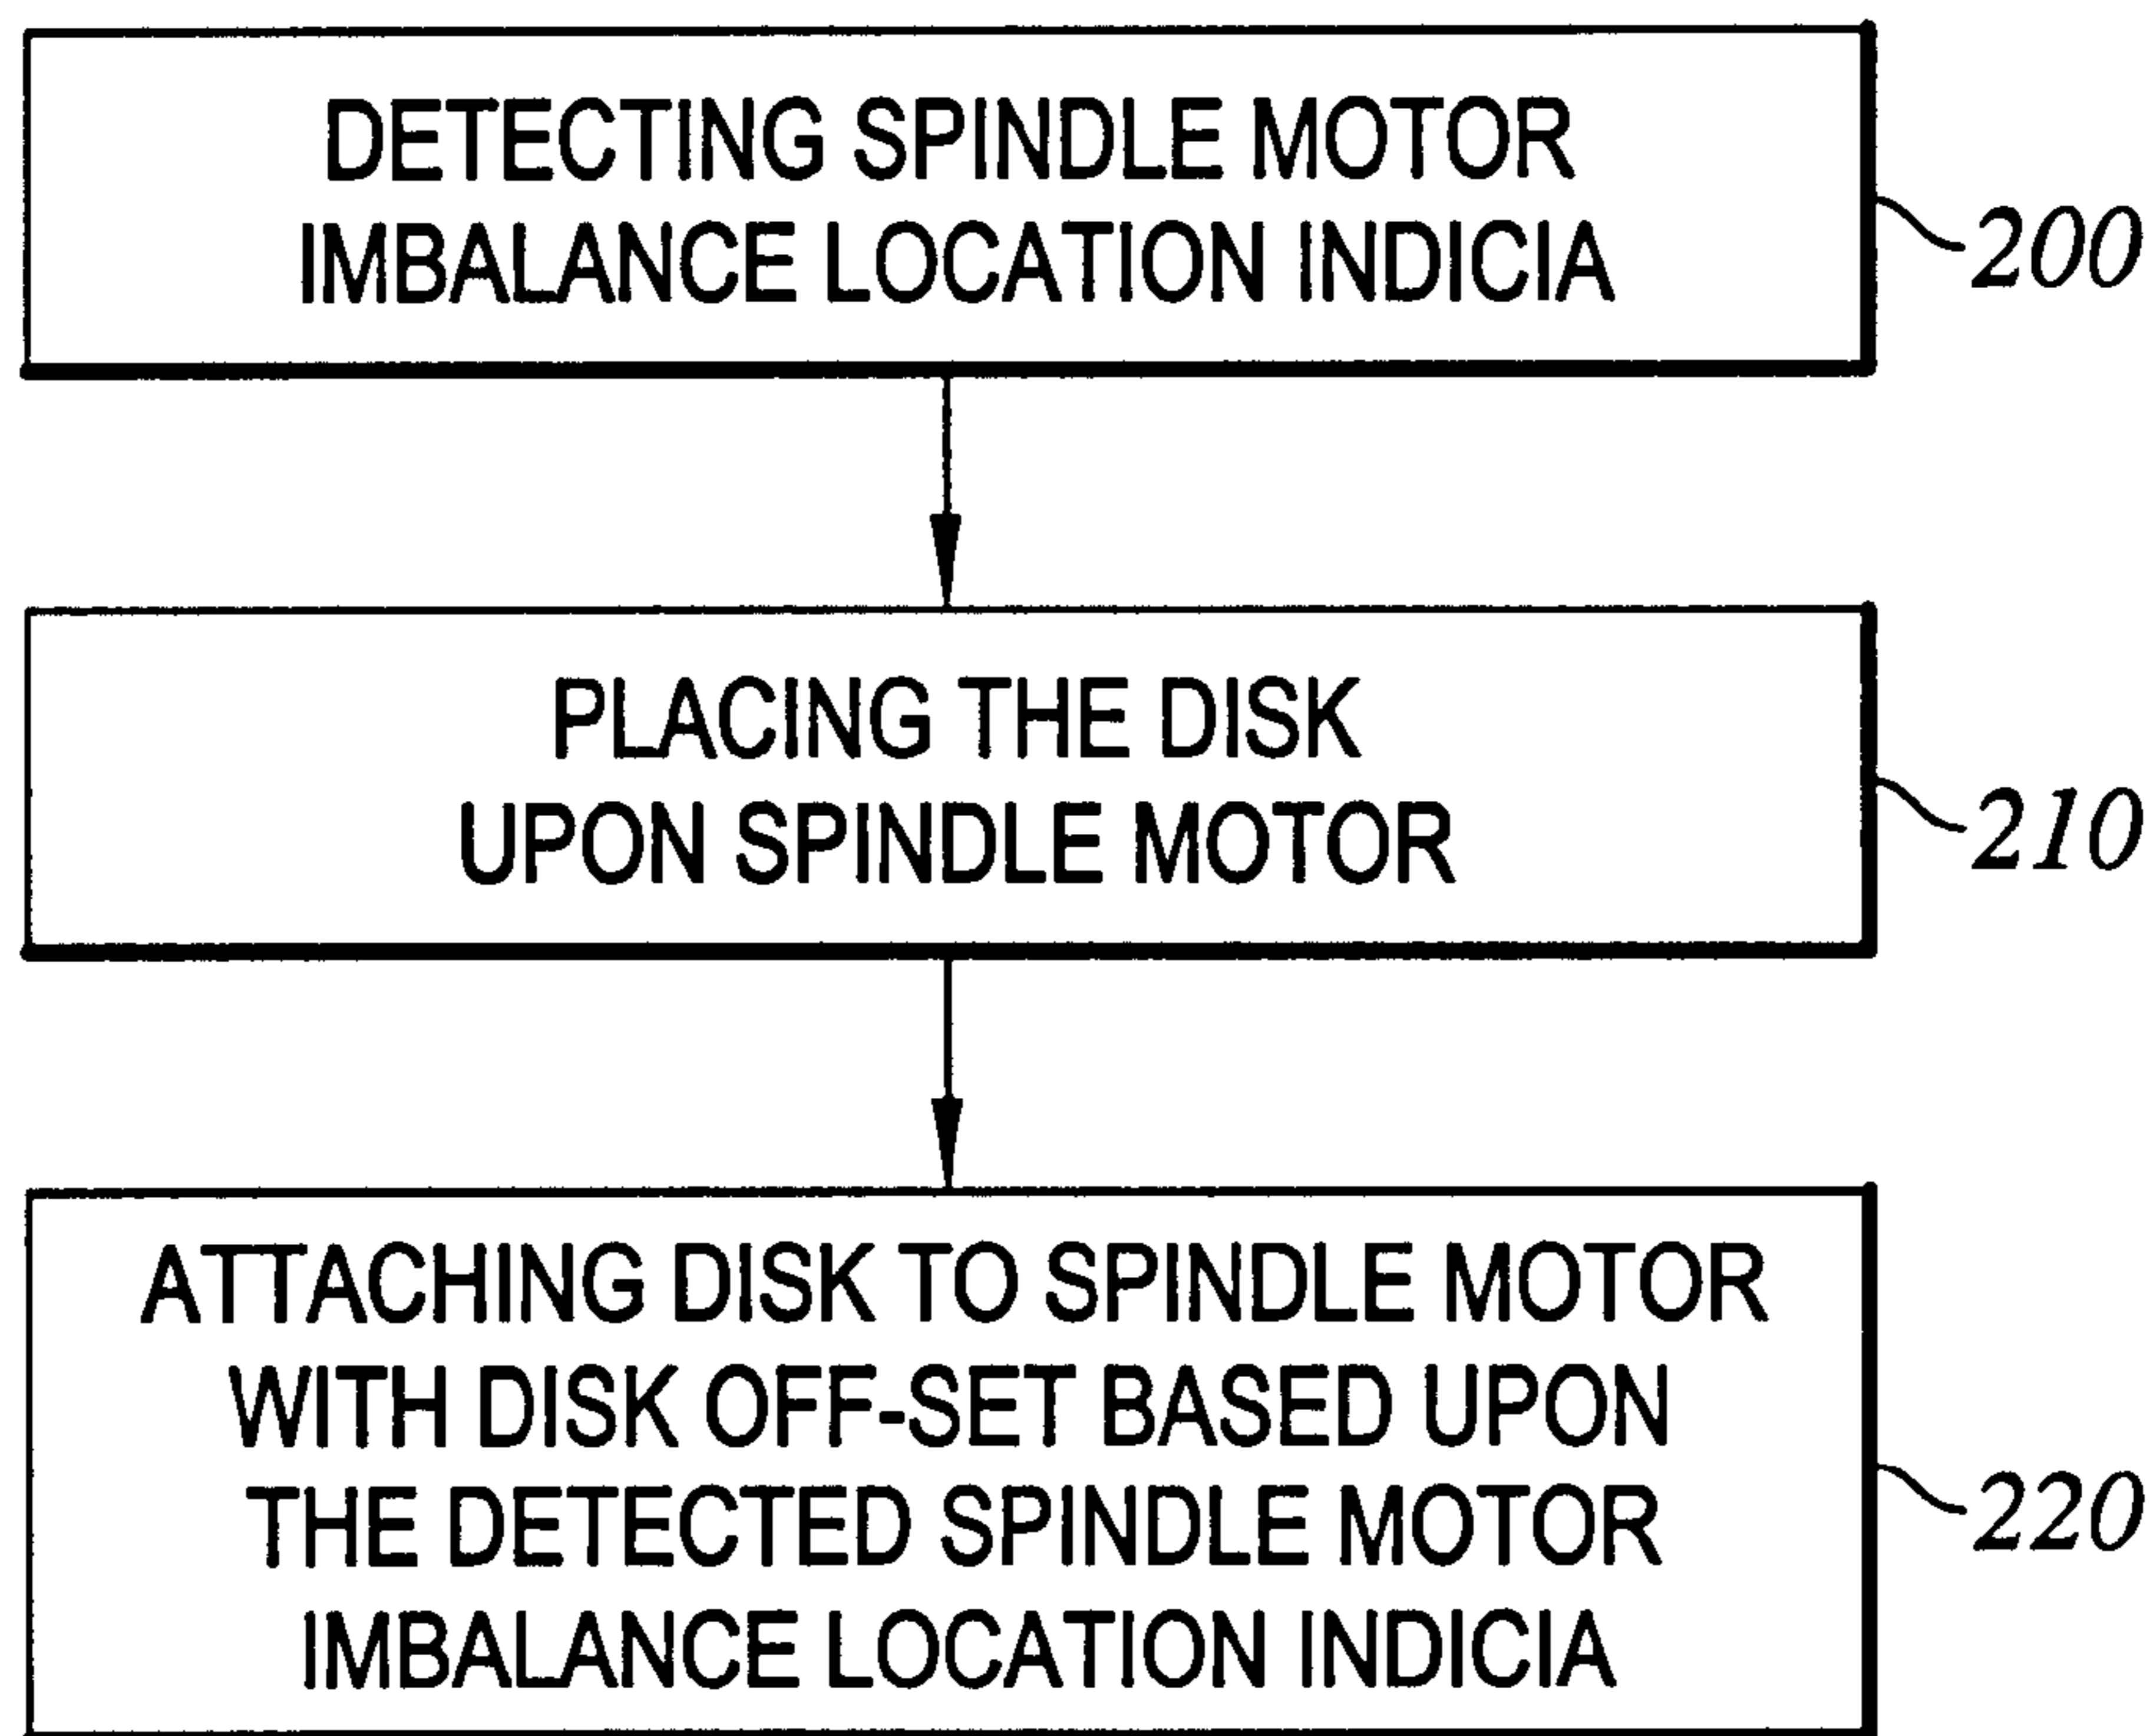 DETECTING SPINDLE MOTOR
IMBALANCE LOCATION INDICIA
200
PLACING THE DISK
UPON SPINDLE MOTOR
210
ATTACHING DISK TO SPINDLE MOTOR
WITH DISK OFF-SET BASED UPON
THE DETECTED SPINDLE MOTOR
IMBALANCE LOCATION INDICIA
220